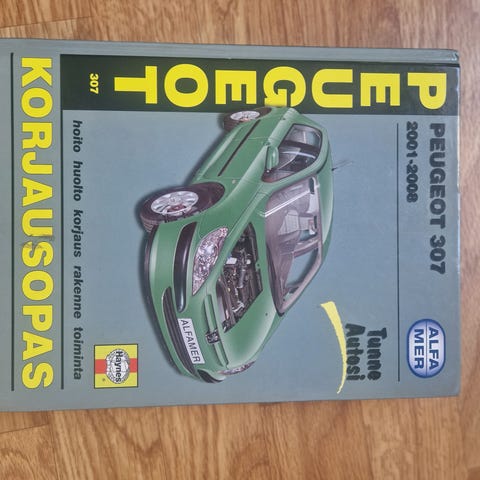 PEUGEOT
307
PEUGEOT 307
2001-2008
ALFA
MER
Tunne
Autosi
ALFAMER
Haynes
hoito huolto korjaus rakenne toiminta
KORJAUSOPAS